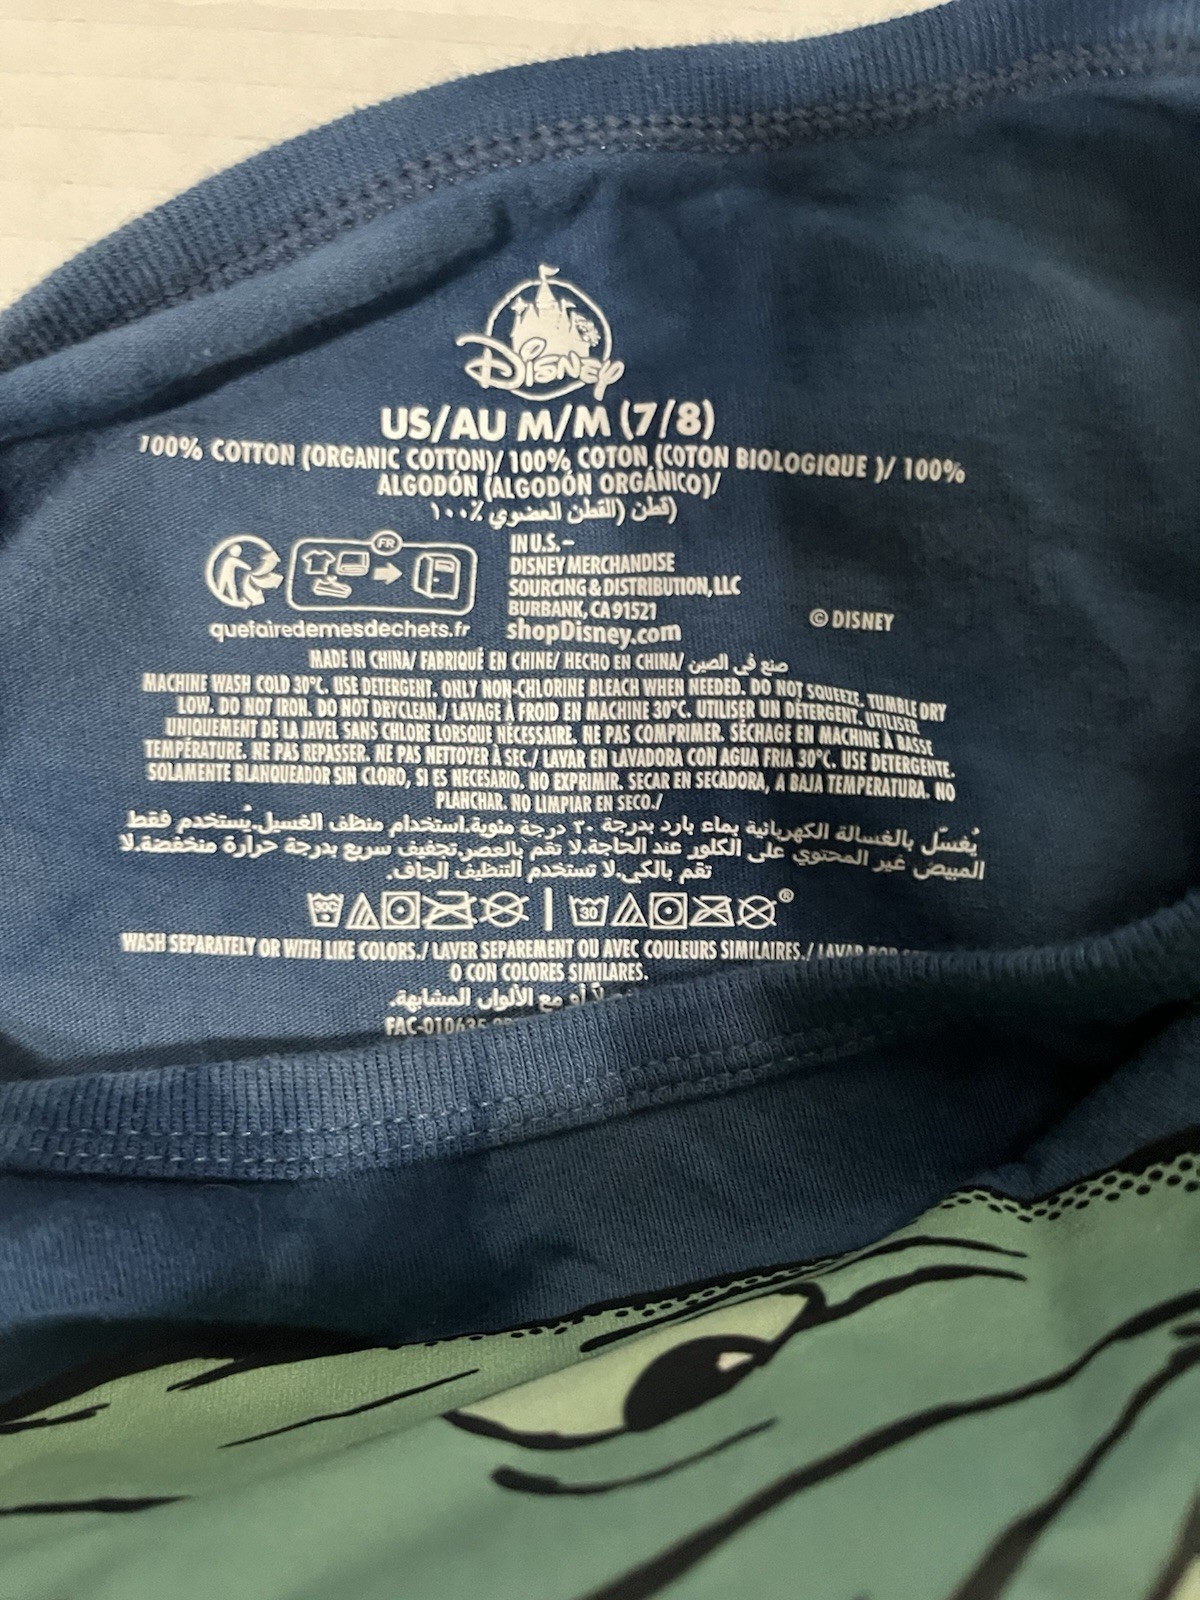 Disney
US/AU M/M (7/8)
100% COTTON (ORGANIC COTTON)/ 100% COTON (COTON BIOLOGIQUE )/ 100%
ALGODÓN (ALGODÓN ORGÁNICO)/
١٠٠٪ قطن (القطن العضوي)
FR
quefairedemesdechets.fr
IN U.S.–
DISNEY MERCHANDISE
SOURCING & DISTRIBUTION, LLC
BURBANK, CA 91521
shopDisney.com
© DISNEY
MADE IN CHINA/ FABRIQUÉ EN CHINE/ HECHO EN CHINA/ صنع في الصين
MACHINE WASH COLD 30°C. USE DETERGENT. ONLY NON-CHLORINE BLEACH WHEN NEEDED. DO NOT SQUEEZE. TUMBLE DRY
LOW. DO NOT IRON. DO NOT DRYCLEAN./ LAVAGE À FROID EN MACHINE 30°C. UTILISER UN DÉTERGENT. UTILISER
UNIQUEMENT DE LA JAVEL SANS CHLORE LORSQUE NÉCESSAIRE. NE PAS COMPRIMER. SÉCHAGE EN MACHINE À BASSE
TEMPÉRATURE. NE PAS REPASSER. NE PAS NETTOYER À SEC./ LAVAR EN LAVADORA CON AGUA FRIA 30°C. USE DETERGENTE.
SOLAMENTE BLANQUEADOR SIN CLORO, SI ES NECESARIO. NO EXPRIMIR. SECAR EN SECADORA, A BAJA TEMPERATURA. NO
PLANCHAR. NO LIMPIAR EN SECO./
يُغسّل بالغسالة الكهربائية بماء بارد بدرجة ٣٠ درجة مئوية.استخدام منظف الغسيل.يُستخدم فقط
المبيض غير المحتوي على الكلور عند الحاجة.لا تقم بالعصر.تجفيف سريع بدرجة حرارة منخفضة.لا
تقم بالكي.لا تستخدم التنظيف الجاف.
30C 30 ®
WASH SEPARATELY OR WITH LIKE COLORS./ LAVER SEPAREMENT OU AVEC COULEURS SIMILAIRES./ LAVAR POR
O CON COLORES SIMILARES.
أو مع الألوان المشابهة.
FAC-010635